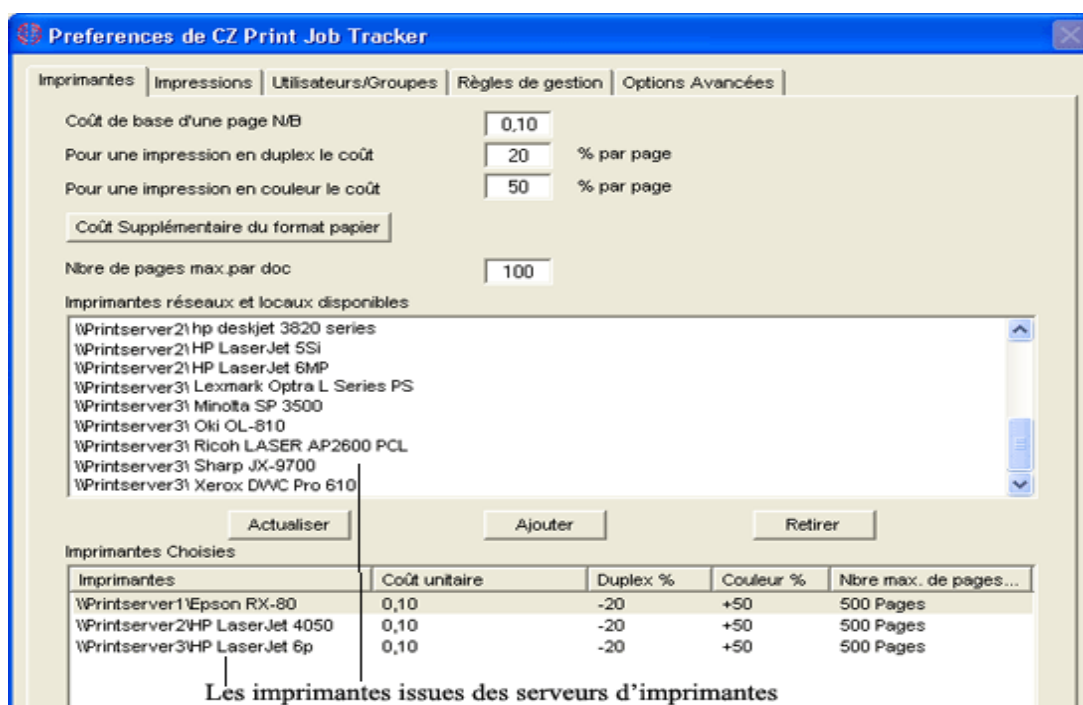 Preferences de CZ Print Job Tracker
Imprimantes Impressions Utilisateurs/Groupes Règles de gestion Options Avancées
Coût de base d'une page N/B 0,10
Pour une impression en duplex le coût 20 % par page
Pour une impression en couleur le coût 50 % par page
Coût Supplémentaire du format papier
Nbre de pages max.par doc 100
Imprimantes réseaux et locaux disponibles
\\Printserver2\hp deskjet 3820 series
\\Printserver2\HP LaserJet 5Si
\\Printserver2\HP LaserJet 6MP
\\Printserver3\ Lexmark Optra L Series PS
\\Printserver3\ Minolta SP 3500
\\Printserver3\ Oki OL-810
\\Printserver3\ Ricoh LASER AP2600 PCL
\\Printserver3\ Sharp JX-9700
\\Printserver3\ Xerox DWC Pro 610
Actualiser Ajouter Retirer
Imprimantes Choisies
Imprimantes Coût unitaire Duplex % Couleur % Nbre max. de pages...
\\Printserver1\Epson RX-80 0,10 -20 +50 500 Pages
\\Printserver2\HP LaserJet 4050 0,10 -20 +50 500 Pages
\\Printserver3\HP LaserJet 6p 0,10 -20 +50 500 Pages
Les imprimantes issues des serveurs d'imprimantes